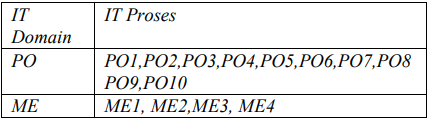 IT IT Proses
Domain
PO PO1,PO2,PO3,PO4,PO5,PO6,PO7,PO8
PO9,PO10
ME ME1, ME2,ME3, ME4